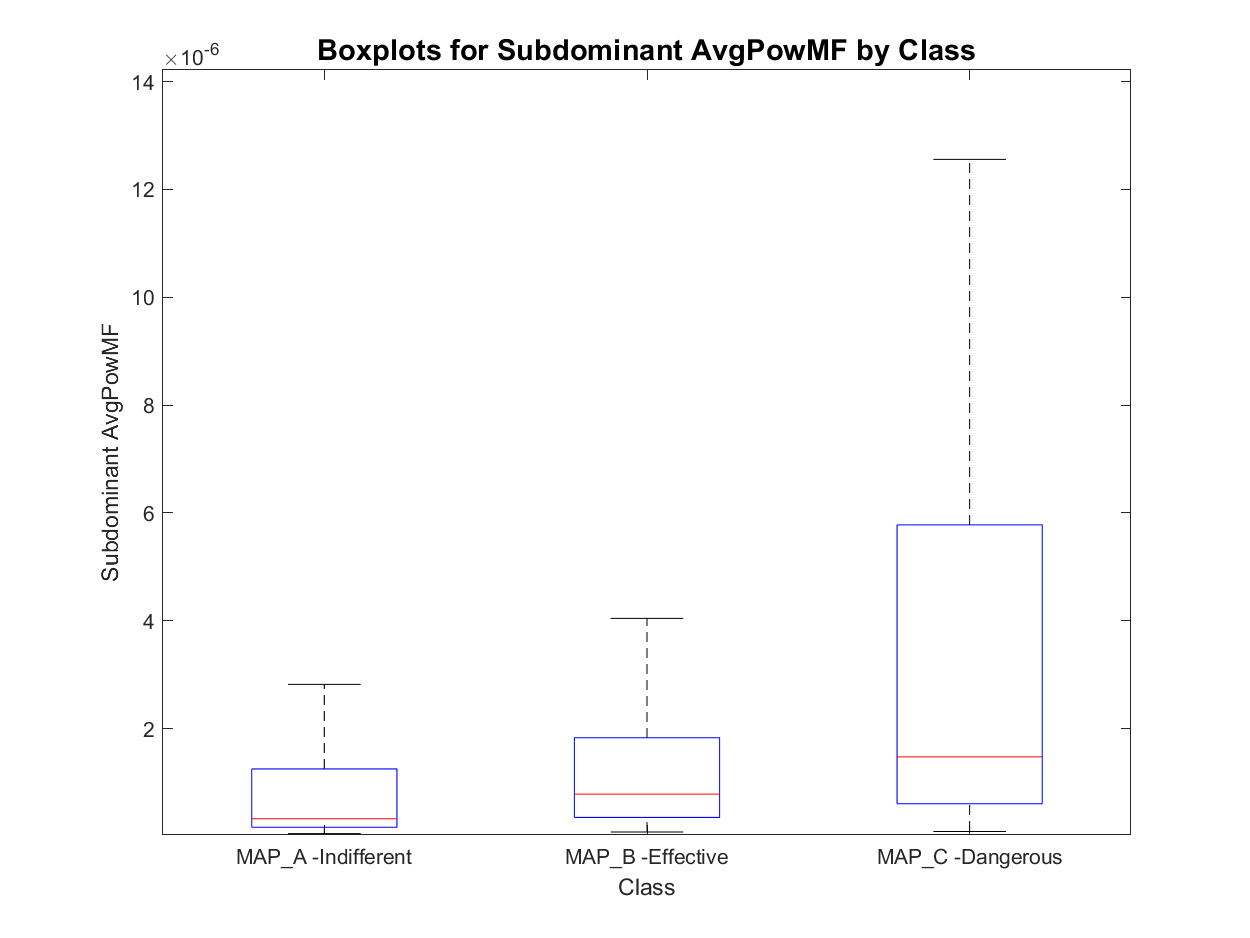 Boxplots for Subdominant AvgPowMF by Class
×10-6
14
12
10
8
6
4
2
Subdominant AvgPowMF
MAP_A -Indifferent
MAP_B -Effective
MAP_C -Dangerous
Class